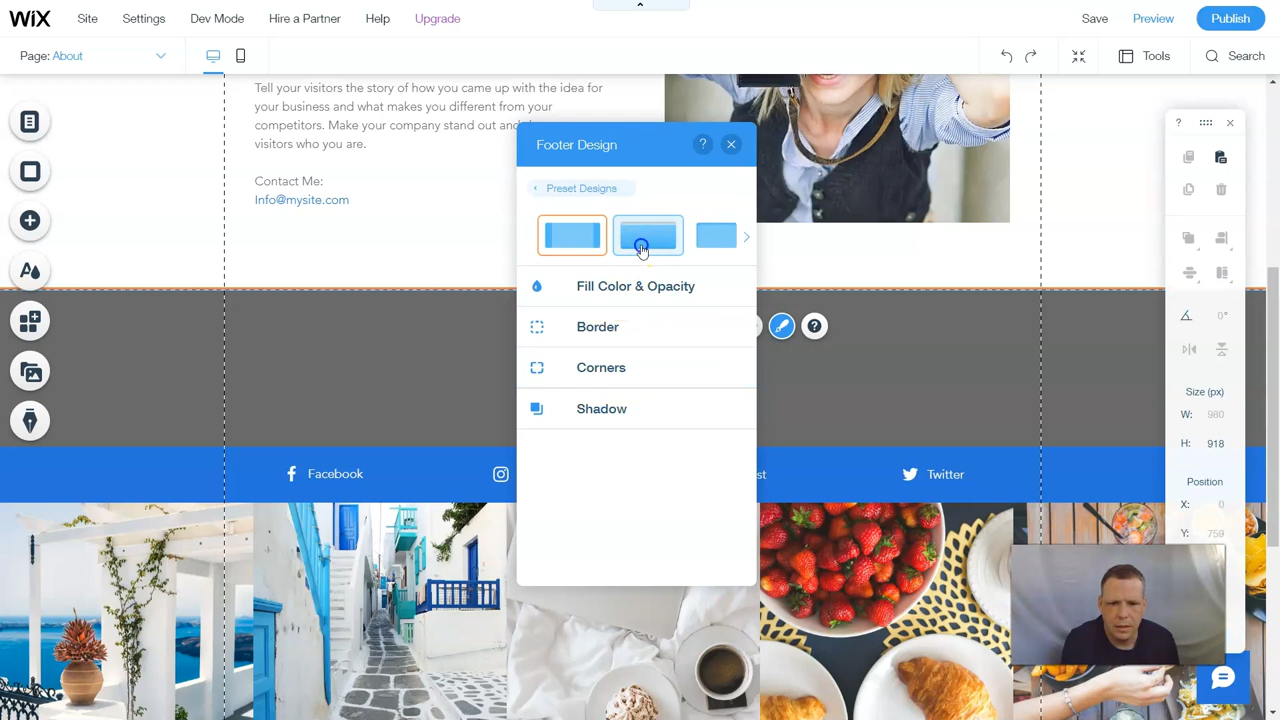 WiX Site Settings Dev Mode Hire a Partner Help Upgrade Save Preview Publish
Page: About Tools Search
Tell your visitors the story of how you came up with the idea for
your business and what makes you different from your
competitors. Make your company stand out and
visitors who you are.
Contact Me:
Info@mysite.com
Footer Design ? ×
Preset Designs
Fill Color & Opacity
Border
Corners
Shadow
?
? ×
0°
Size (px)
W: 980
H: 918
Position
X: 0
Y: 759
Facebook
st
Twitter